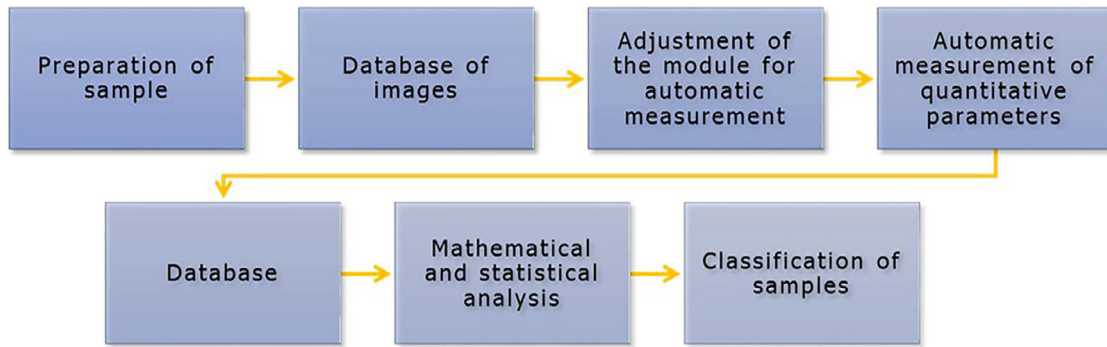 Preparation of
sample
Database of
images
Adjustment of
the module for
automatic
measurement
Automatic
measurement of
quantitative
parameters
Database
Mathematical
and statistical
analysis
Classification of
samples